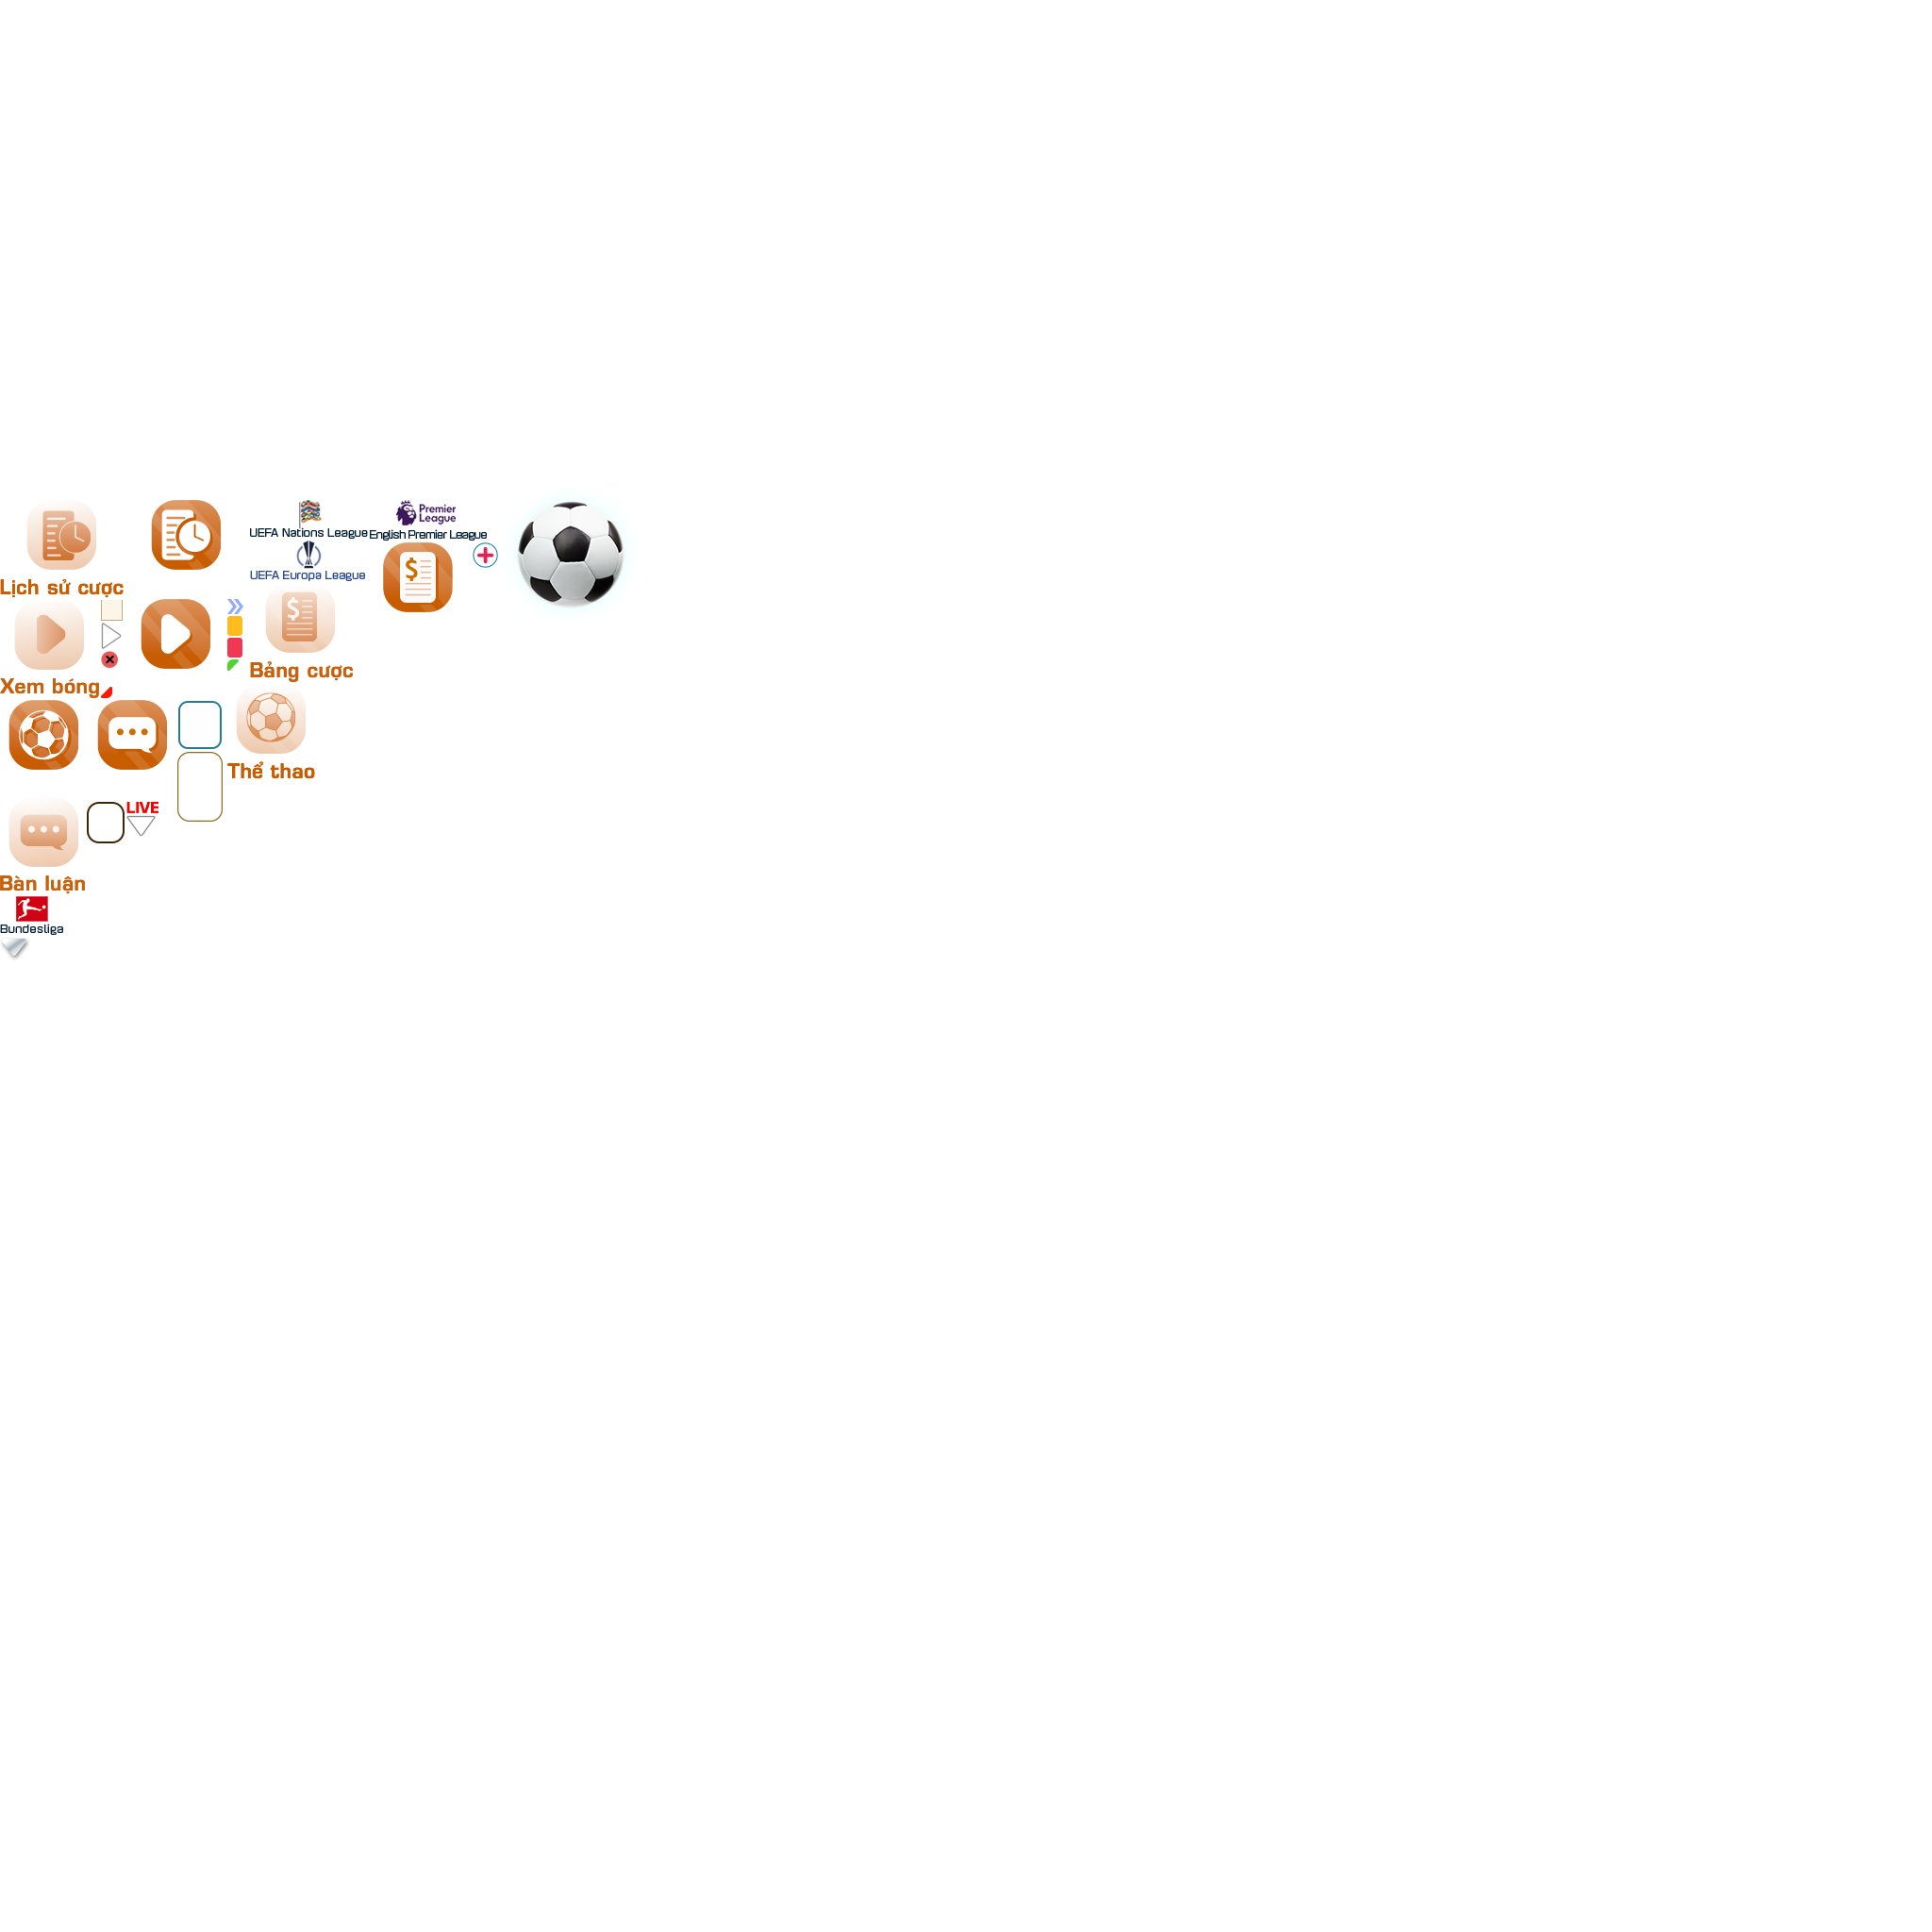 UEFA Nations League
Premier
League
English Premier League
UEFA Europa League
Lịch sử cược
Bảng cược
Xem bóng
Thể thao
LIVE
Bàn luận
Bundesliga